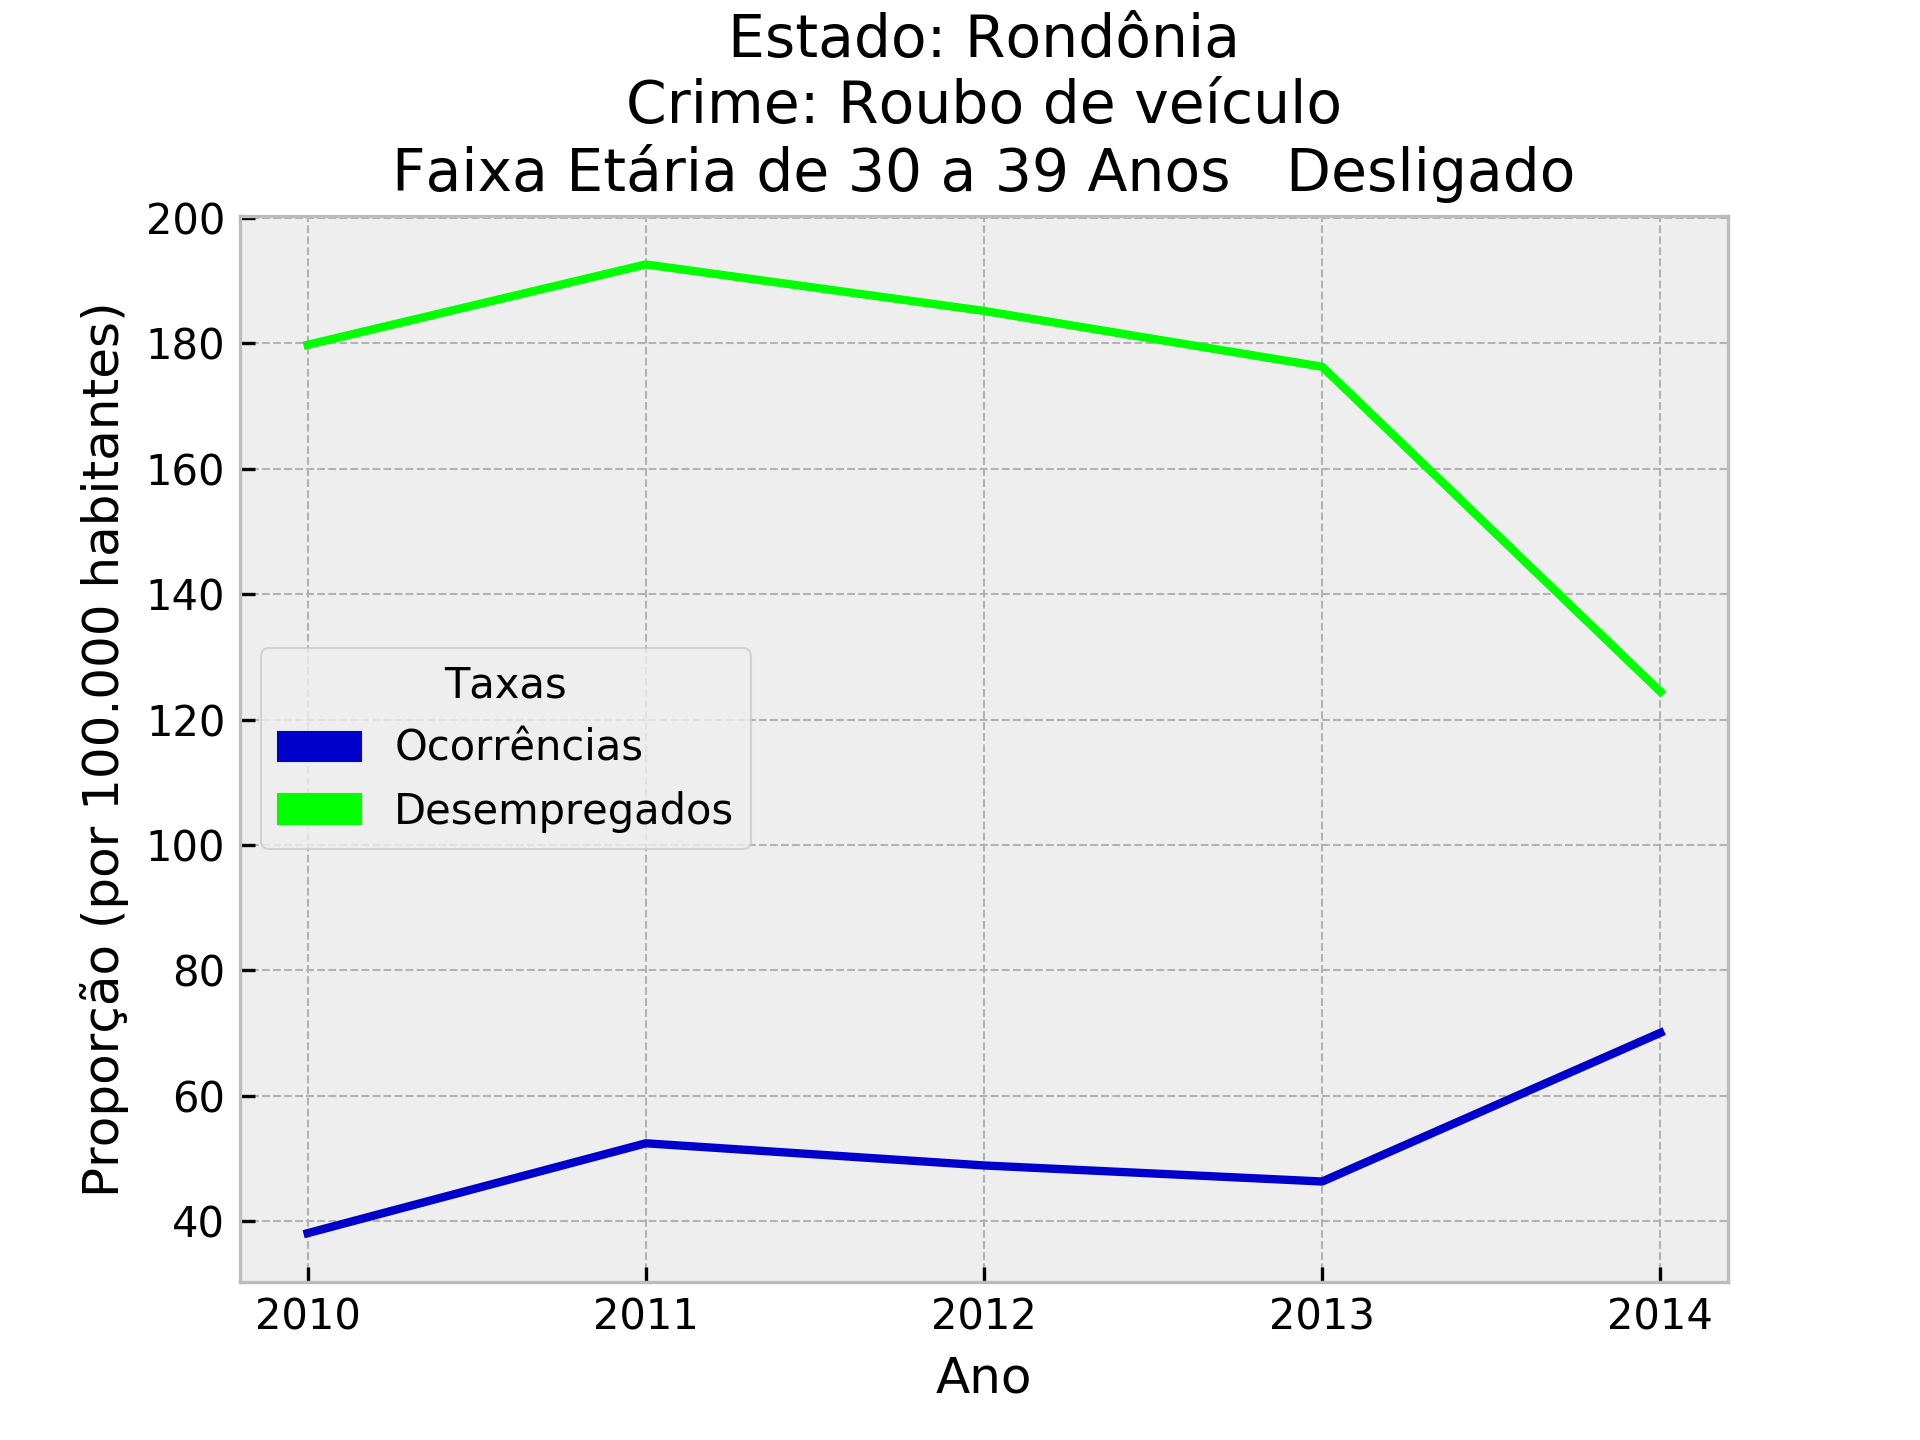 Estado: Rondônia
Crime: Roubo de veículo
Faixa Etária de 30 a 39 Anos   Desligado
Proporção (por 100.000 habitantes)
200
180
160
140
120
100
80
60
40
Taxas
Ocorrências
Desempregados
2010
2011
2012
2013
2014
Ano